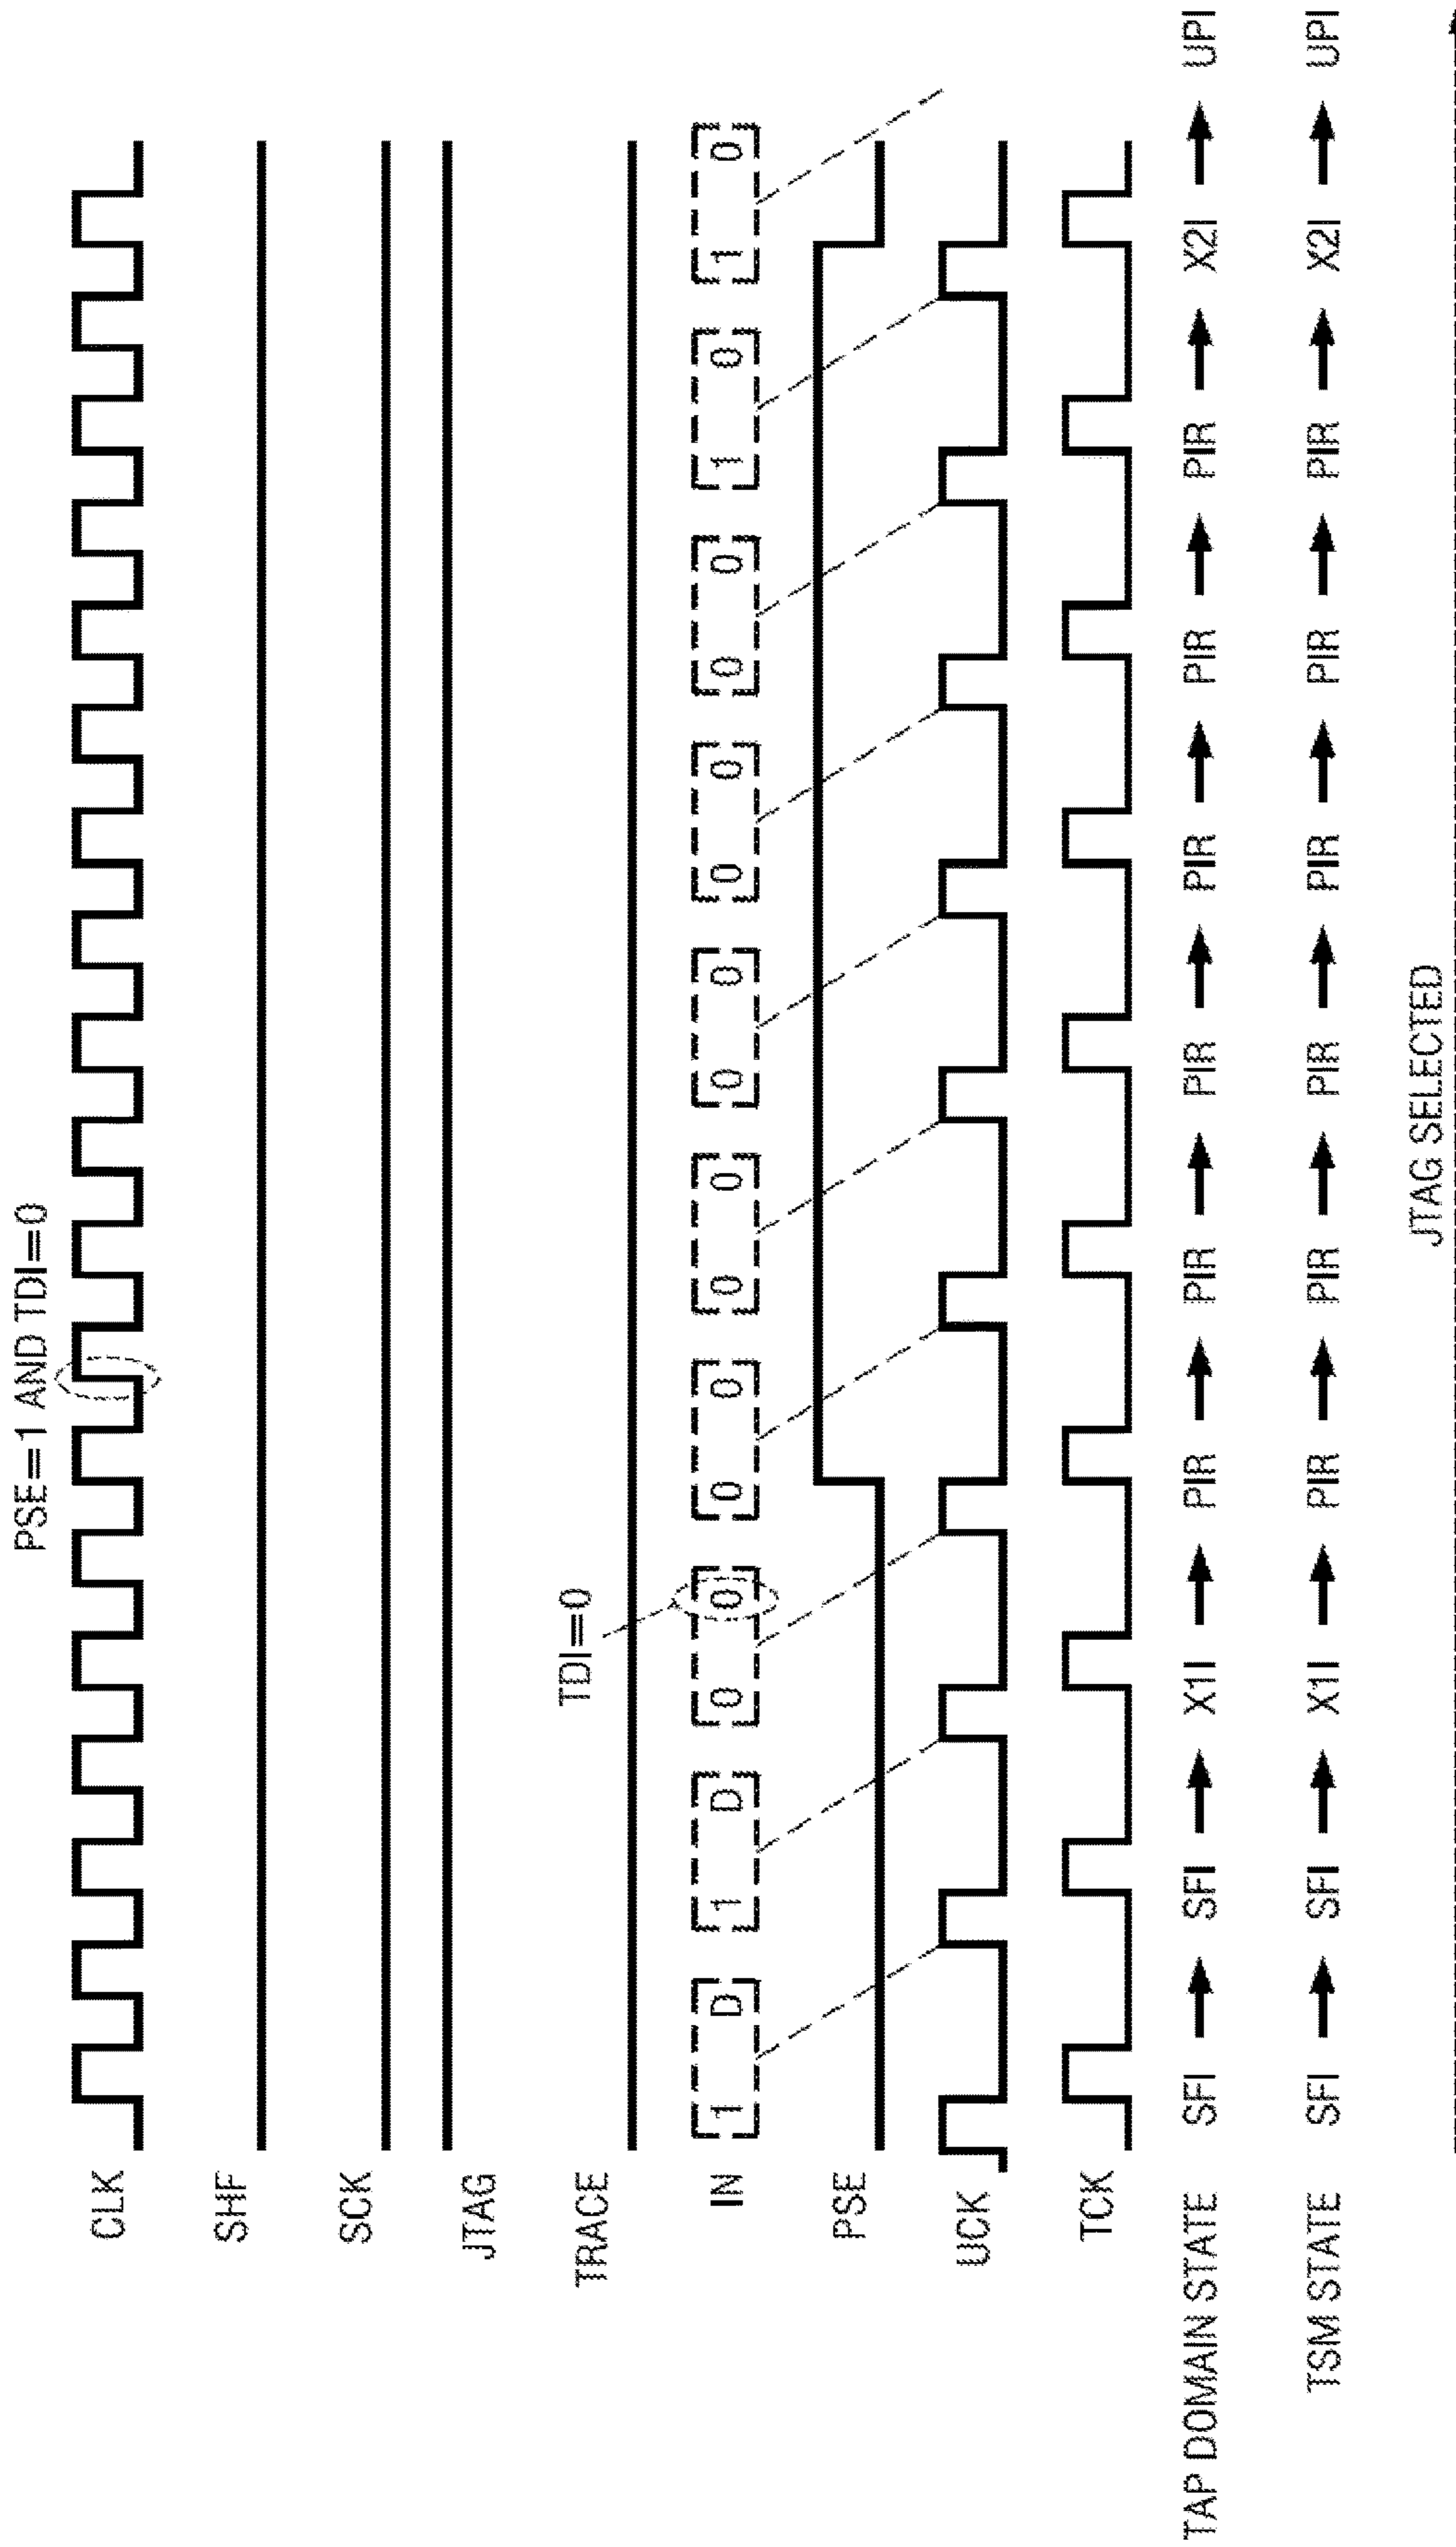 PSE=1 AND TDI=0
CLK
SHF
SCK
JTAG
TRACE
TDI=0
IN 1 D 1 D 0 0 0 0 0 0 0 0 0 0 0 0 1 0 1 0
PSE
UCK
TCK
TAP DOMAIN STATE SFI SFI X1I PIR PIR PIR PIR PIR PIR X2I UPI
TSM STATE SFI SFI X1I PIR PIR PIR PIR PIR PIR X2I UPI
JTAG SELECTED